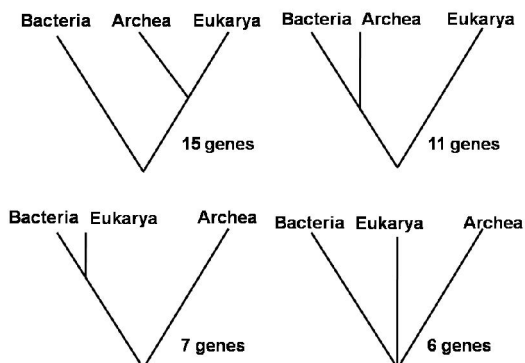 Bacteria Archea Eukarya
15 genes
Bacteria Archea Eukarya
11 genes
Bacteria Eukarya Archea
7 genes
Bacteria Eukarya Archea
6 genes